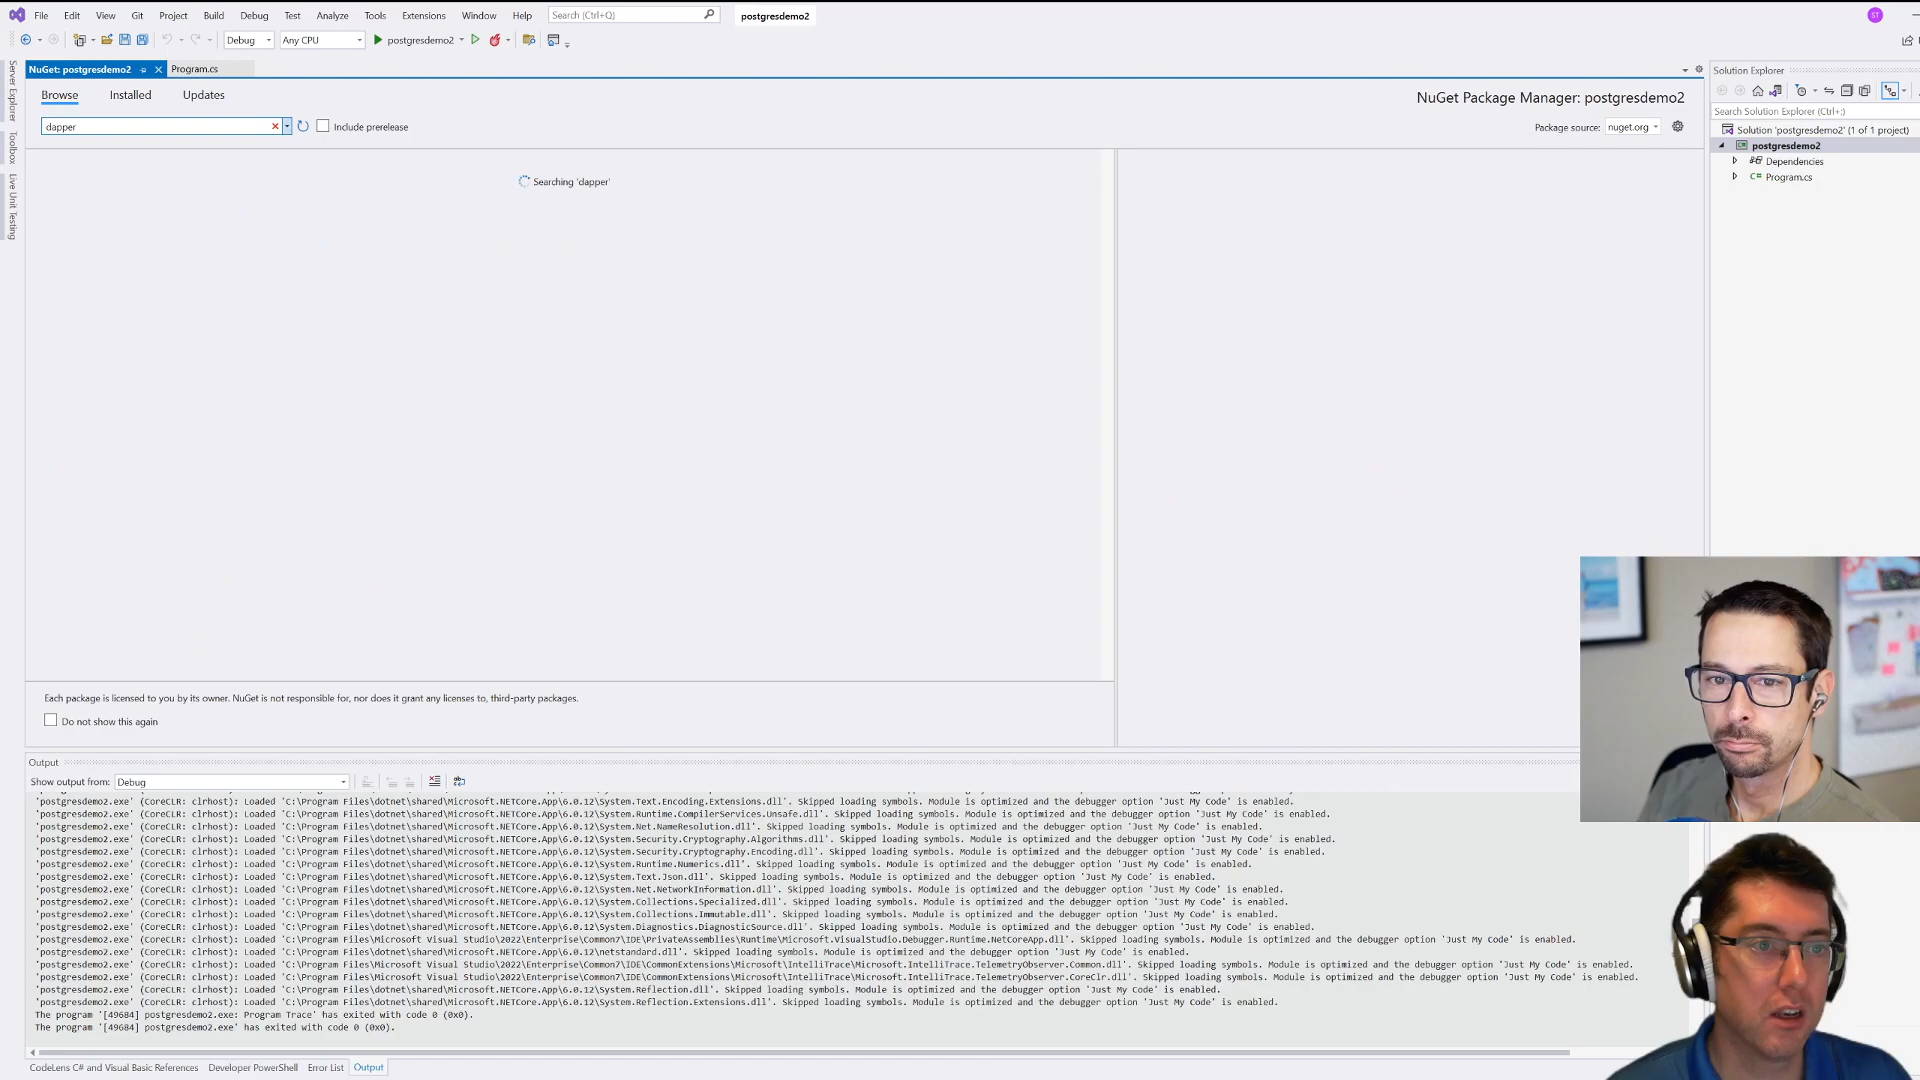 File Edit View Git Project Build Debug Test Analyze Tools Extensions Window Help Search (Ctrl+Q) postgresdemo2 ST
Debug Any CPU postgresdemo2
Server Explorer
Toolbox
Live Unit Testing
NuGet: postgresdemo2 Program.cs
Browse Installed Updates
NuGet Package Manager: postgresdemo2
dapper Include prerelease
Package source: nuget.org
Searching 'dapper'
Each package is licensed to you by its owner. NuGet is not responsible for, nor does it grant any licenses to, third-party packages.
Do not show this again
Solution Explorer
Search Solution Explorer (Ctrl+;)
Solution 'postgresdemo2' (1 of 1 project)
postgresdemo2
Dependencies
C# Program.cs
Output
Show output from: Debug
'postgresdemo2.exe' (CoreCLR: clrhost): Loaded 'C:\Program Files\dotnet\shared\Microsoft.NETCore.App\6.0.12\System.Text.Encoding.Extensions.dll'. Skipped loading symbols. Module is optimized and the debugger option 'Just My Code' is enabled.
'postgresdemo2.exe' (CoreCLR: clrhost): Loaded 'C:\Program Files\dotnet\shared\Microsoft.NETCore.App\6.0.12\System.Runtime.CompilerServices.Unsafe.dll'. Skipped loading symbols. Module is optimized and the debugger option 'Just My Code' is enabled.
'postgresdemo2.exe' (CoreCLR: clrhost): Loaded 'C:\Program Files\dotnet\shared\Microsoft.NETCore.App\6.0.12\System.Net.NameResolution.dll'. Skipped loading symbols. Module is optimized and the debugger option 'Just My Code' is enabled.
'postgresdemo2.exe' (CoreCLR: clrhost): Loaded 'C:\Program Files\dotnet\shared\Microsoft.NETCore.App\6.0.12\System.Security.Cryptography.Algorithms.dll'. Skipped loading symbols. Module is optimized and the debugger option 'Just My Code' is enabled.
'postgresdemo2.exe' (CoreCLR: clrhost): Loaded 'C:\Program Files\dotnet\shared\Microsoft.NETCore.App\6.0.12\System.Security.Cryptography.Encoding.dll'. Skipped loading symbols. Module is optimized and the debugger option 'Just My Code' is enabled.
'postgresdemo2.exe' (CoreCLR: clrhost): Loaded 'C:\Program Files\dotnet\shared\Microsoft.NETCore.App\6.0.12\System.Runtime.Numerics.dll'. Skipped loading symbols. Module is optimized and the debugger option 'Just My Code' is enabled.
'postgresdemo2.exe' (CoreCLR: clrhost): Loaded 'C:\Program Files\dotnet\shared\Microsoft.NETCore.App\6.0.12\System.Text.Json.dll'. Skipped loading symbols. Module is optimized and the debugger option 'Just My Code' is enabled.
'postgresdemo2.exe' (CoreCLR: clrhost): Loaded 'C:\Program Files\dotnet\shared\Microsoft.NETCore.App\6.0.12\System.Net.NetworkInformation.dll'. Skipped loading symbols. Module is optimized and the debugger option 'Just My Code' is enabled.
'postgresdemo2.exe' (CoreCLR: clrhost): Loaded 'C:\Program Files\dotnet\shared\Microsoft.NETCore.App\6.0.12\System.Collections.Specialized.dll'. Skipped loading symbols. Module is optimized and the debugger option 'Just My Code' is enabled.
'postgresdemo2.exe' (CoreCLR: clrhost): Loaded 'C:\Program Files\dotnet\shared\Microsoft.NETCore.App\6.0.12\System.Collections.Immutable.dll'. Skipped loading symbols. Module is optimized and the debugger option 'Just My Code' is enabled.
'postgresdemo2.exe' (CoreCLR: clrhost): Loaded 'C:\Program Files\dotnet\shared\Microsoft.NETCore.App\6.0.12\System.Diagnostics.DiagnosticSource.dll'. Skipped loading symbols. Module is optimized and the debugger option 'Just My Code' is enabled.
'postgresdemo2.exe' (CoreCLR: clrhost): Loaded 'C:\Program Files\Microsoft Visual Studio\2022\Enterprise\Common7\IDE\PrivateAssemblies\Runtime\Microsoft.VisualStudio.Debugger.Runtime.NetCoreApp.dll'. Skipped loading symbols. Module is optimized and the debugger option 'Just My Code' is enabled.
'postgresdemo2.exe' (CoreCLR: clrhost): Loaded 'C:\Program Files\dotnet\shared\Microsoft.NETCore.App\6.0.12\netstandard.dll'. Skipped loading symbols. Module is optimized and the debugger option 'Just My Code' is enabled.
'postgresdemo2.exe' (CoreCLR: clrhost): Loaded 'C:\Program Files\Microsoft Visual Studio\2022\Enterprise\Common7\IDE\CommonExtensions\Microsoft\IntelliTrace\Microsoft.IntelliTrace.TelemetryObserver.Common.dll'. Skipped loading symbols. Module is optimized and the debugger option 'Just My Code' is enabled.
'postgresdemo2.exe' (CoreCLR: clrhost): Loaded 'C:\Program Files\Microsoft Visual Studio\2022\Enterprise\Common7\IDE\CommonExtensions\Microsoft\IntelliTrace\Microsoft.IntelliTrace.TelemetryObserver.CoreClr.dll'. Skipped loading symbols. Module is optimized and the debugger option 'Just My Code' is enabled.
'postgresdemo2.exe' (CoreCLR: clrhost): Loaded 'C:\Program Files\dotnet\shared\Microsoft.NETCore.App\6.0.12\System.Reflection.dll'. Skipped loading symbols. Module is optimized and the debugger option 'Just My Code' is enabled.
'postgresdemo2.exe' (CoreCLR: clrhost): Loaded 'C:\Program Files\dotnet\shared\Microsoft.NETCore.App\6.0.12\System.Reflection.Extensions.dll'. Skipped loading symbols. Module is optimized and the debugger option 'Just My Code' is enabled.
The program '[49684] postgresdemo2.exe: Program Trace' has exited with code 0 (0x0).
The program '[49684] postgresdemo2.exe' has exited with code 0 (0x0).
CodeLens C# and Visual Basic References Developer PowerShell Error List Output